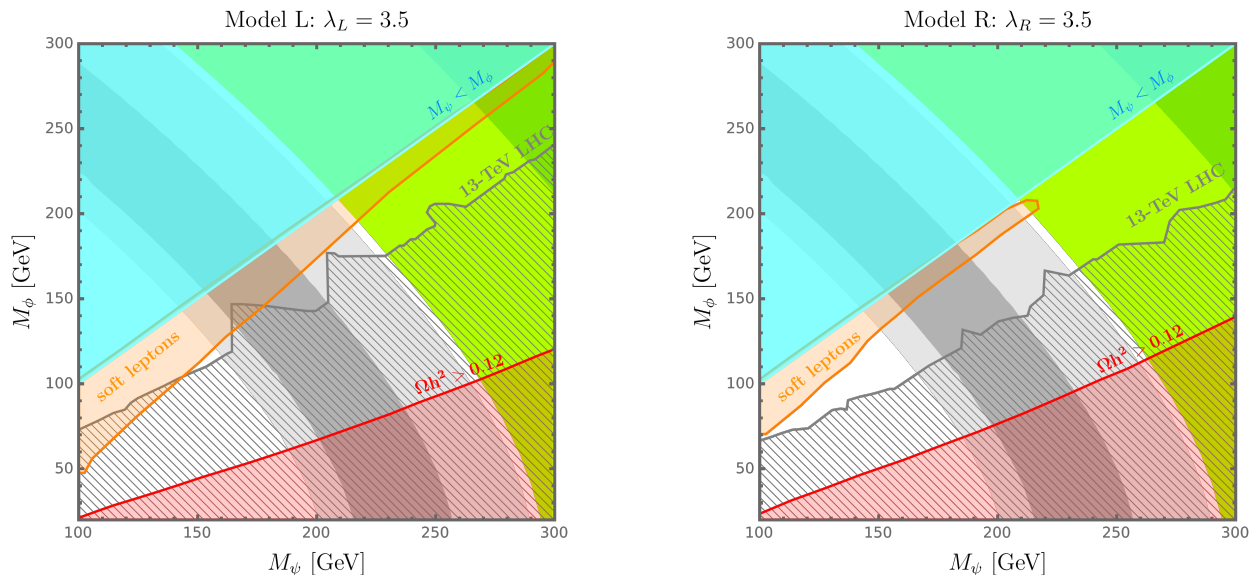 Model L: λ_L = 3.5
300
250
200
150
100
50
100
150
200
250
300
M_ϕ [GeV]
M_ψ [GeV]
M_ψ < M_ϕ
13-TeV LHC
soft leptons
Ωh² > 0.12
Model R: λ_R = 3.5
300
250
200
150
100
50
100
150
200
250
300
M_ϕ [GeV]
M_ψ [GeV]
M_ψ < M_ϕ
13-TeV LHC
soft leptons
Ωh² > 0.12